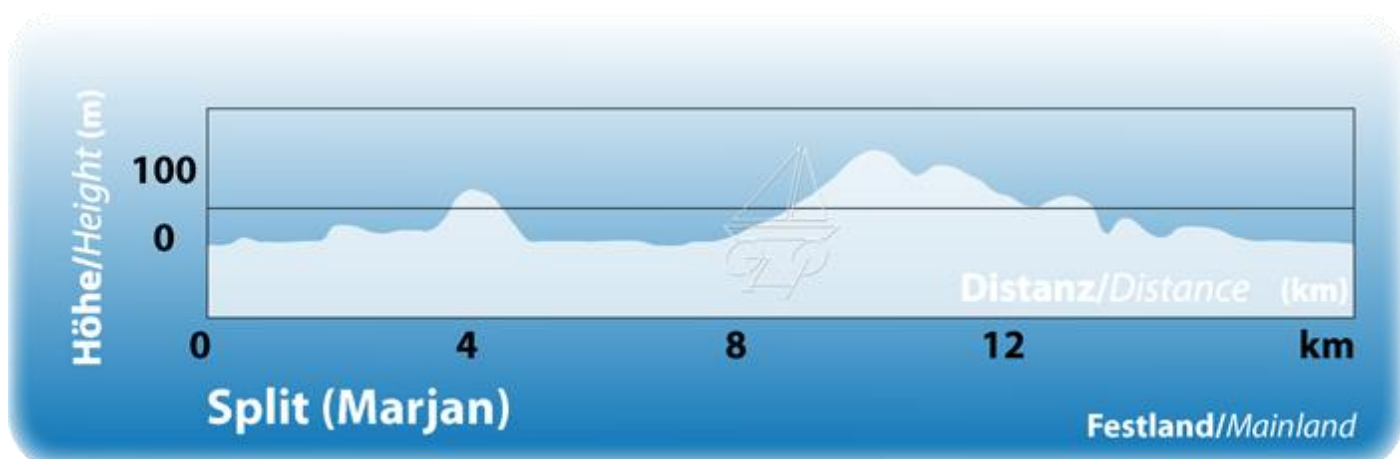 Höhe/Height (m)
100
0
Distanz/Distance (km)
0 4 8 12 km
Split (Marjan)
Festland/Mainland